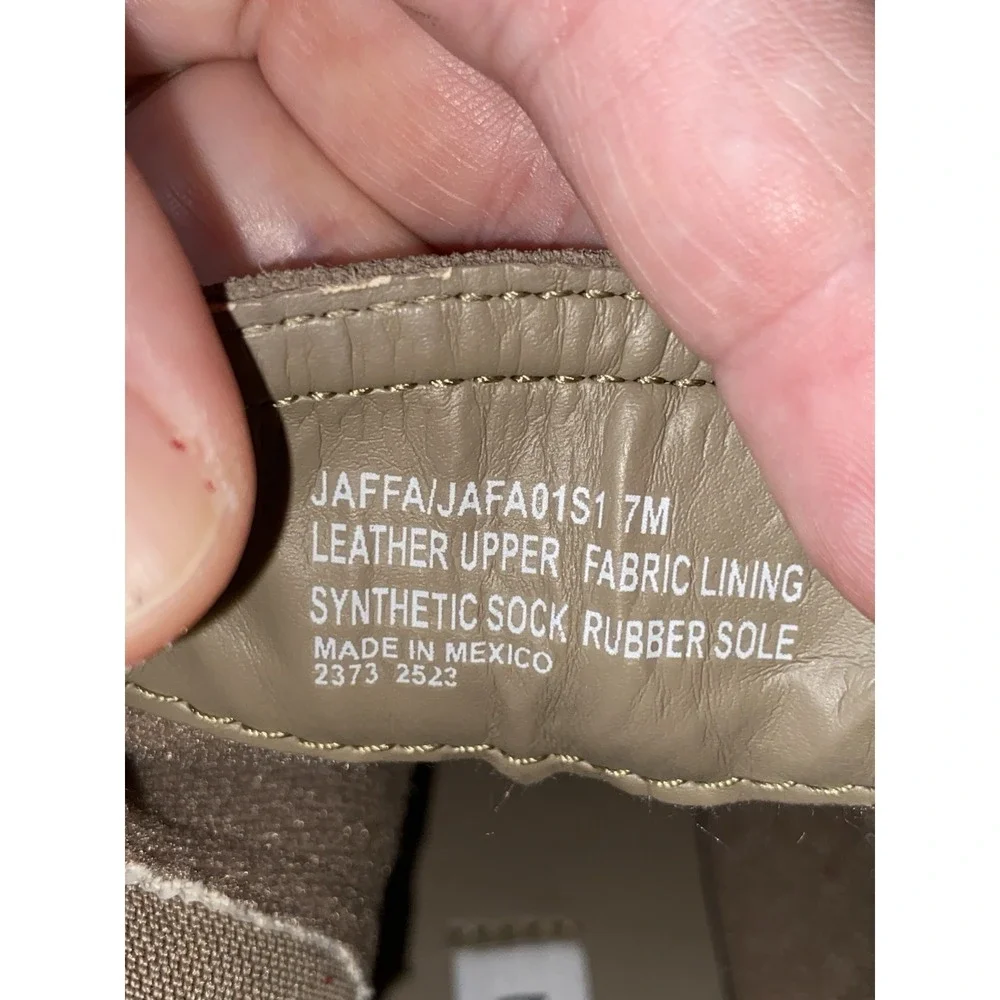 JAFFA/JAFA01S1 7M
LEATHER UPPER FABRIC LINING
SYNTHETIC SOCK RUBBER SOLE
MADE IN MEXICO
2373 2523